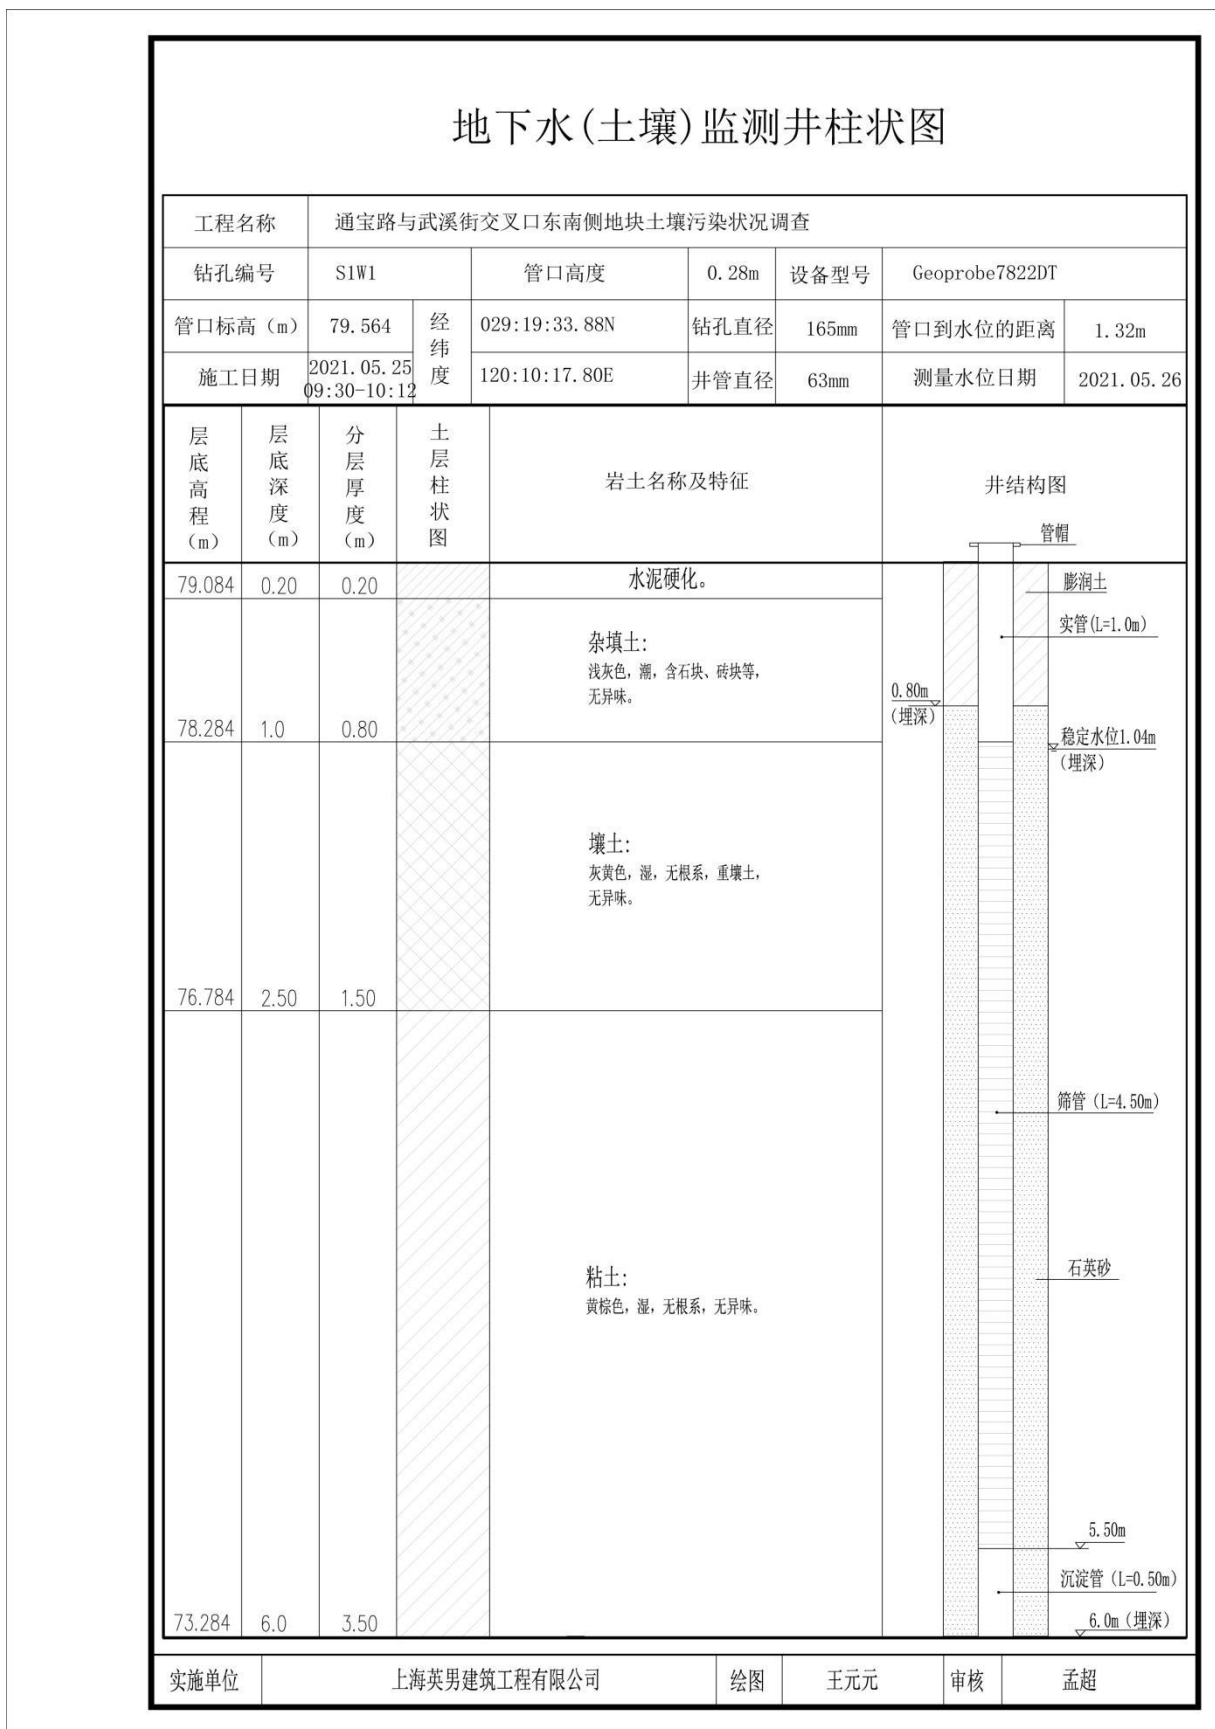 地下水(土壤)监测井柱状图
工程名称 通宝路与武溪街交叉口东南侧地块土壤污染状况调查
钻孔编号 S1W1 管口高度 0.28m 设备型号 Geoprobe7822DT
管口标高（m） 79.564 经纬度 029:19:33.88N 钻孔直径 165mm 管口到水位的距离 1.32m
施工日期 2021.05.25 09:30-10:12 120:10:17.80E 井管直径 63mm 测量水位日期 2021.05.26
层底高程（m） 层底深度（m） 分层厚度（m） 土层柱状图 岩土名称及特征 井结构图
管帽
79.084 0.20 0.20 水泥硬化。
膨润土
实管(L=1.0m)
杂填土:
浅灰色，潮，含石块、砖块等，
无异味。
0.80m
（埋深）
78.284 1.0 0.80
稳定水位1.04m
（埋深）
壤土:
灰黄色，湿，无根系，重壤土，
无异味。
76.784 2.50 1.50
筛管（L=4.50m）
石英砂
粘土:
黄棕色，湿，无根系，无异味。
5.50m
沉淀管（L=0.50m）
73.284 6.0 3.50
6.0m（埋深）
实施单位 上海英男建筑工程有限公司 绘图 王元元 审核 孟超